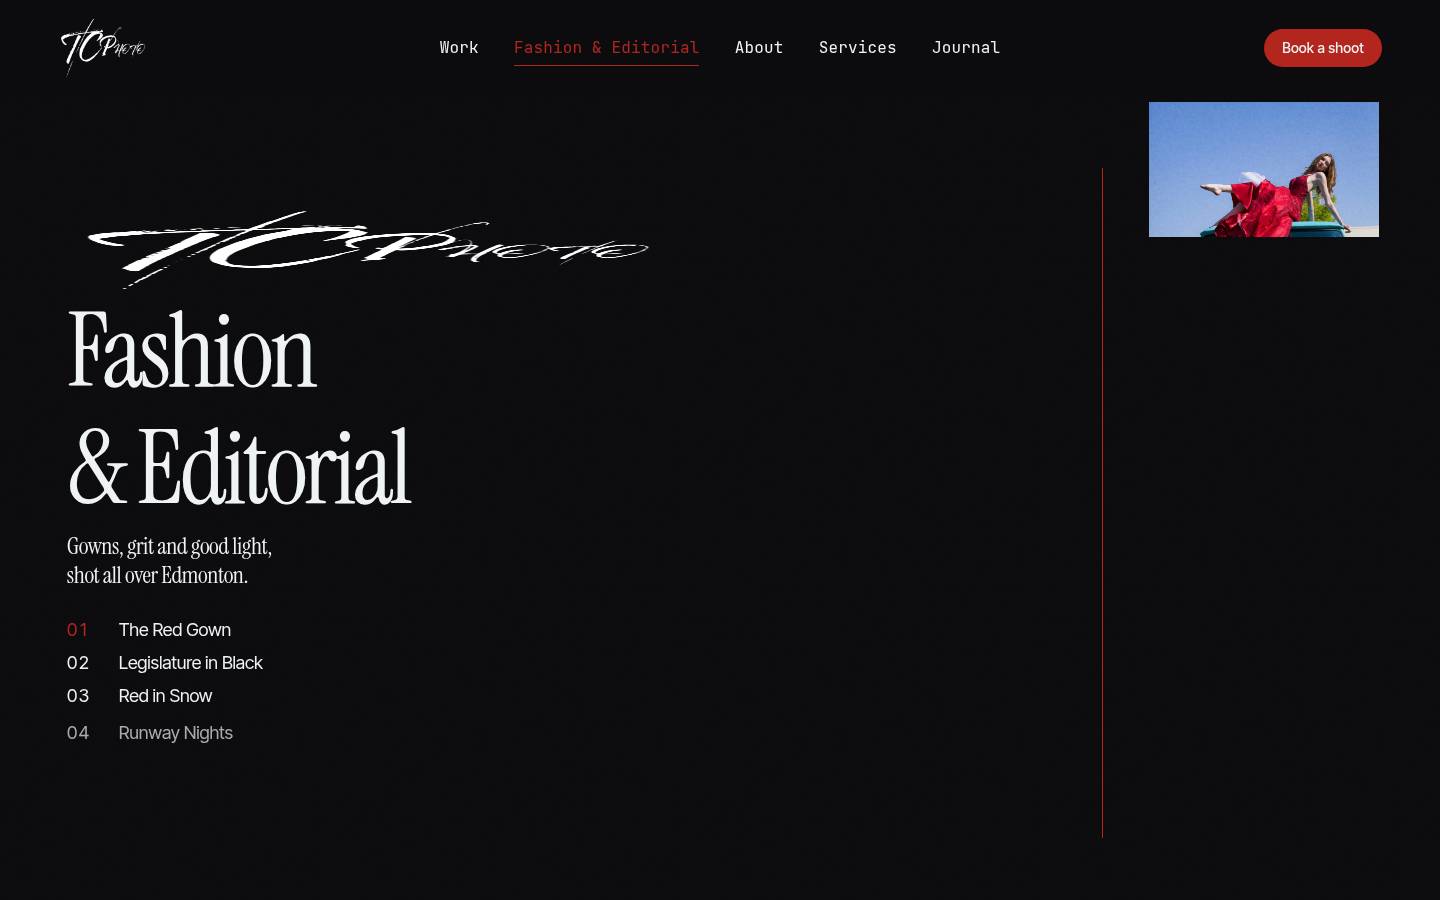 TCPhoto
Work
Fashion & Editorial
About
Services
Journal
Book a shoot
TCPhoto
Fashion
& Editorial
Gowns, grit and good light,
shot all over Edmonton.
01 The Red Gown
02 Legislature in Black
03 Red in Snow
04 Runway Nights